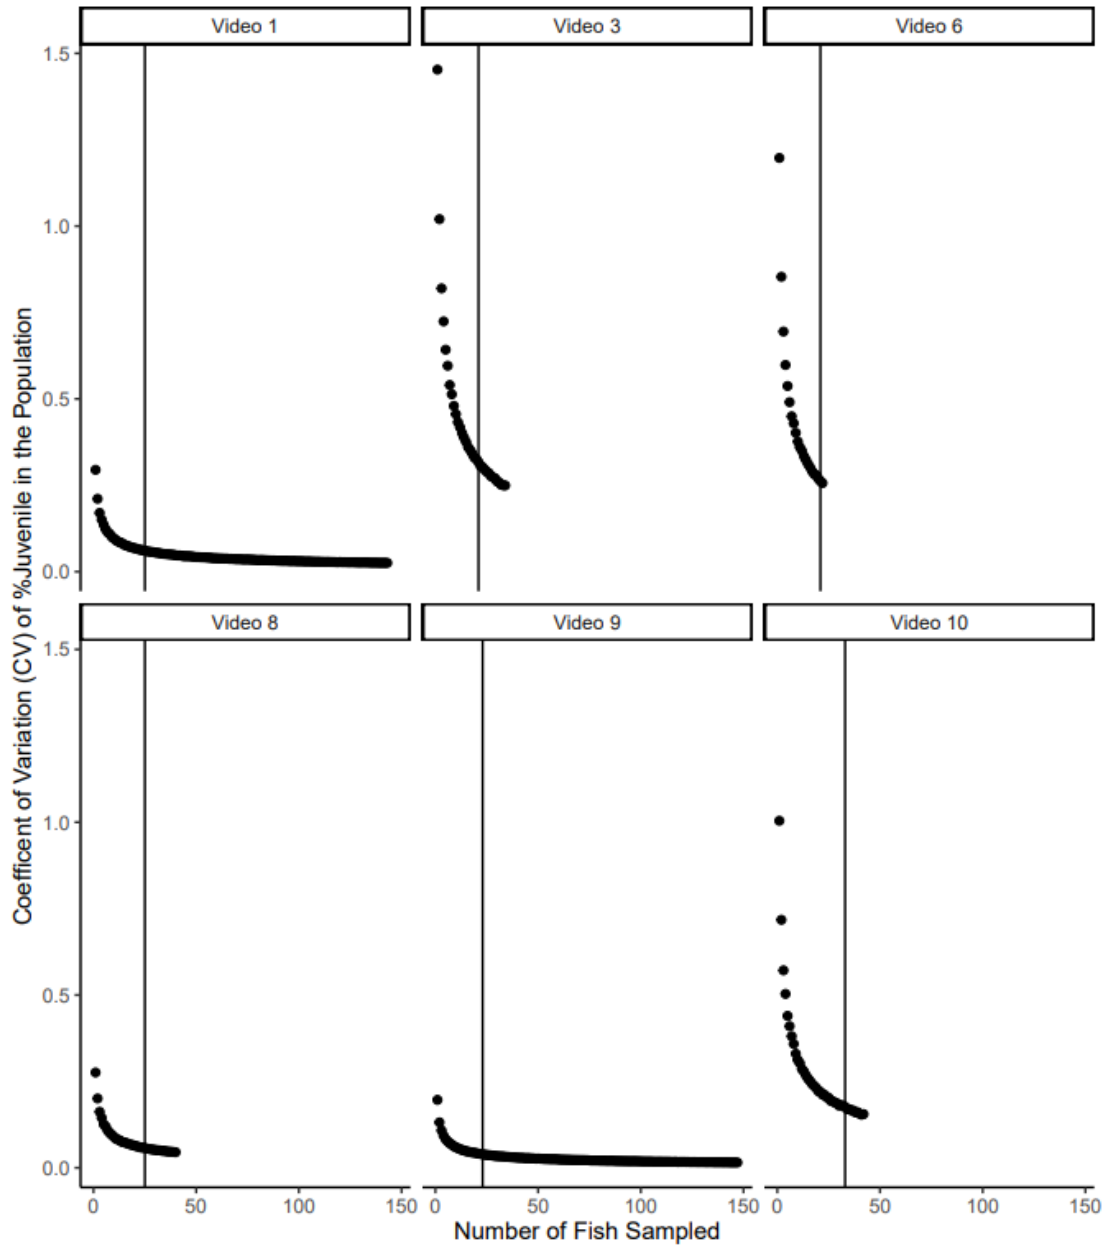 Video 1
Video 3
Video 6
1.5
1.0
0.5
0.0
Coefficent of Variation (CV) of %Juvenile in the Population
Video 8
Video 9
Video 10
1.5
1.0
0.5
0.0
0 50 100 150
0 50 100 150
0 50 100 150
Number of Fish Sampled